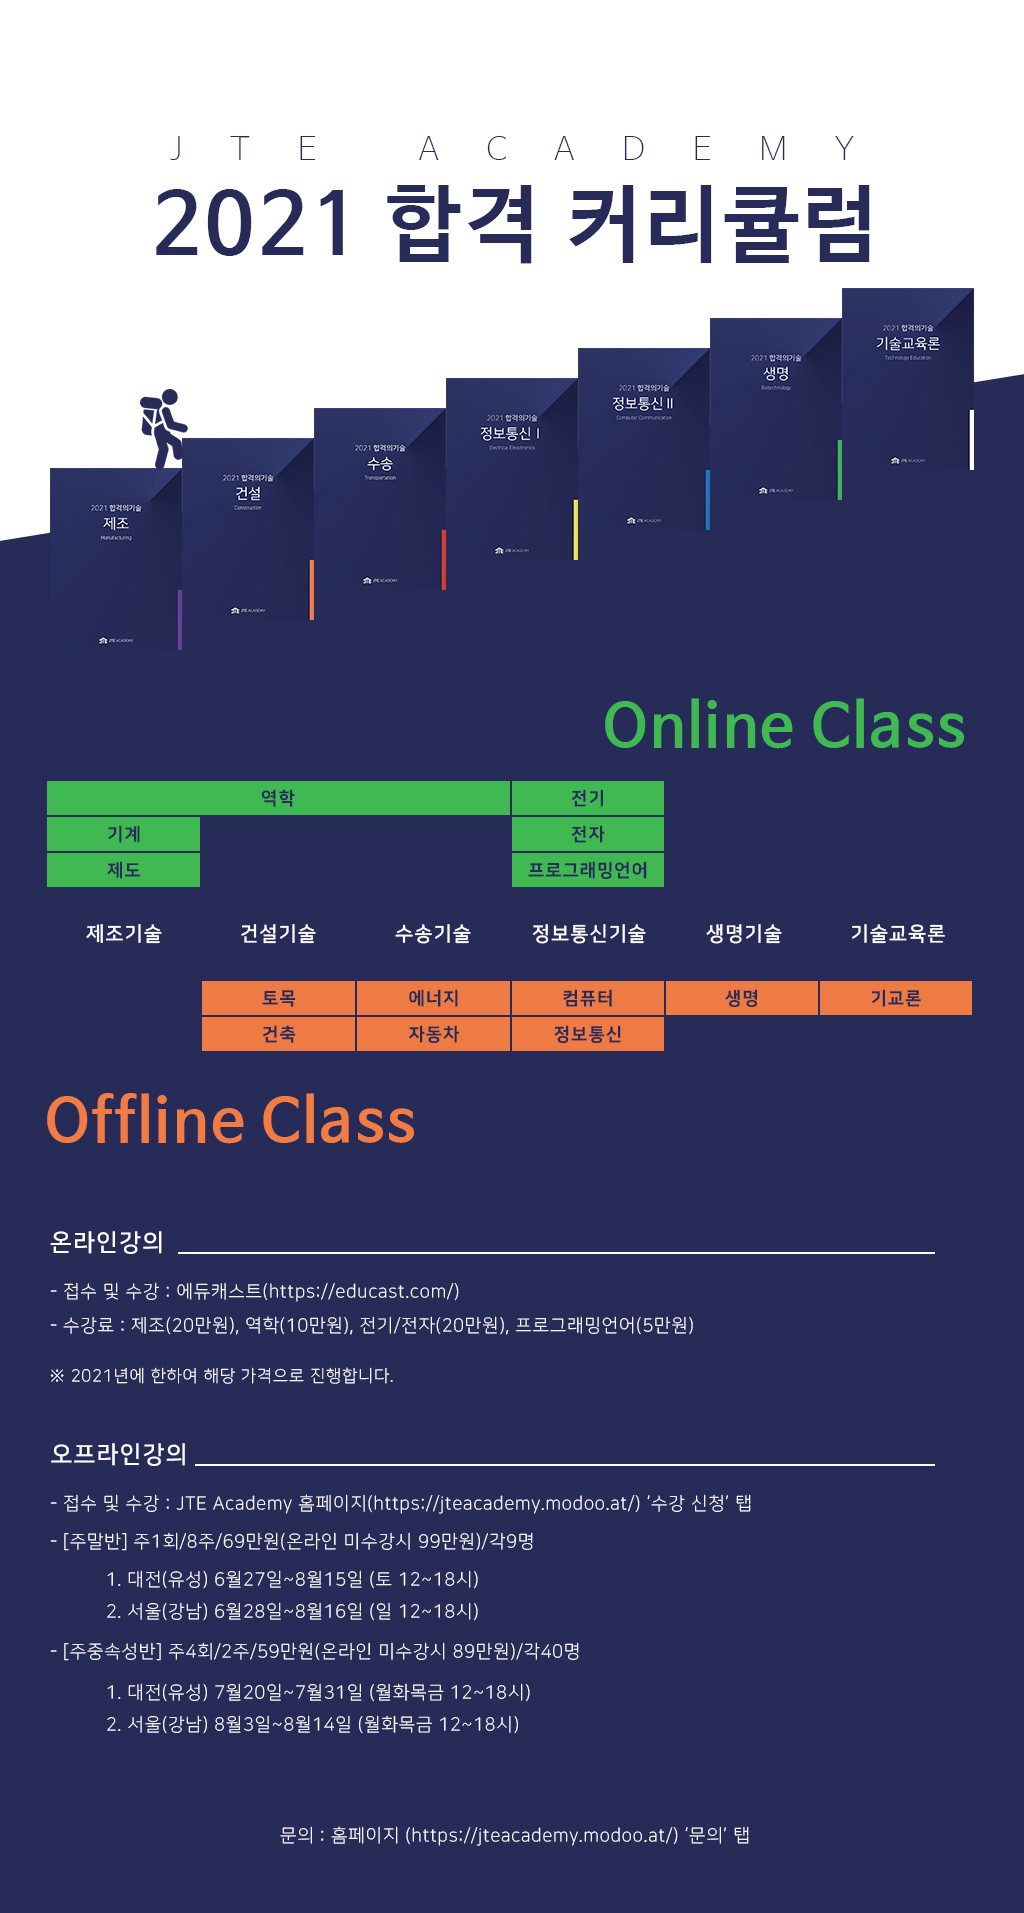 JTE ACADEMY
2021 합격 커리큘럼
2021 합격의기술
기술교육론
Technology Education
JTE ACADEMY
2021 합격의기술
생명
Biotechnology
JTE ACADEMY
2021 합격의기술
정보통신 II
Computer Communication
JTE ACADEMY
2021 합격의기술
정보통신 I
JTE ACADEMY
2021 합격의기술
수송
Transportation
JTE ACADEMY
2021 합격의기술
건설
Construction
JTE ACADEMY
2021 합격의기술
제조
Manufacturing
JTE ACADEMY
Online Class
역학 전기
기계 전자
제도 프로그래밍언어
제조기술 건설기술 수송기술 정보통신기술 생명기술 기술교육론
토목 에너지 컴퓨터 생명 기교론
건축 자동차 정보통신
Offline Class
온라인강의
- 접수 및 수강 : 에듀캐스트(https://educast.com/)
- 수강료 : 제조(20만원), 역학(10만원), 전기/전자(20만원), 프로그래밍언어(5만원)
※ 2021년에 한하여 해당 가격으로 진행합니다.
오프라인강의
- 접수 및 수강 : JTE Academy 홈페이지(https://jteacademy.modoo.at/) '수강 신청' 탭
- [주말반] 주1회/8주/69만원(온라인 미수강시 99만원)/각9명
1. 대전(유성) 6월27일~8월15일 (토 12~18시)
2. 서울(강남) 6월28일~8월16일 (일 12~18시)
- [주중속성반] 주4회/2주/59만원(온라인 미수강시 89만원)/각40명
1. 대전(유성) 7월20일~7월31일 (월화목금 12~18시)
2. 서울(강남) 8월3일~8월14일 (월화목금 12~18시)
문의 : 홈페이지 (https://jteacademy.modoo.at/) '문의' 탭